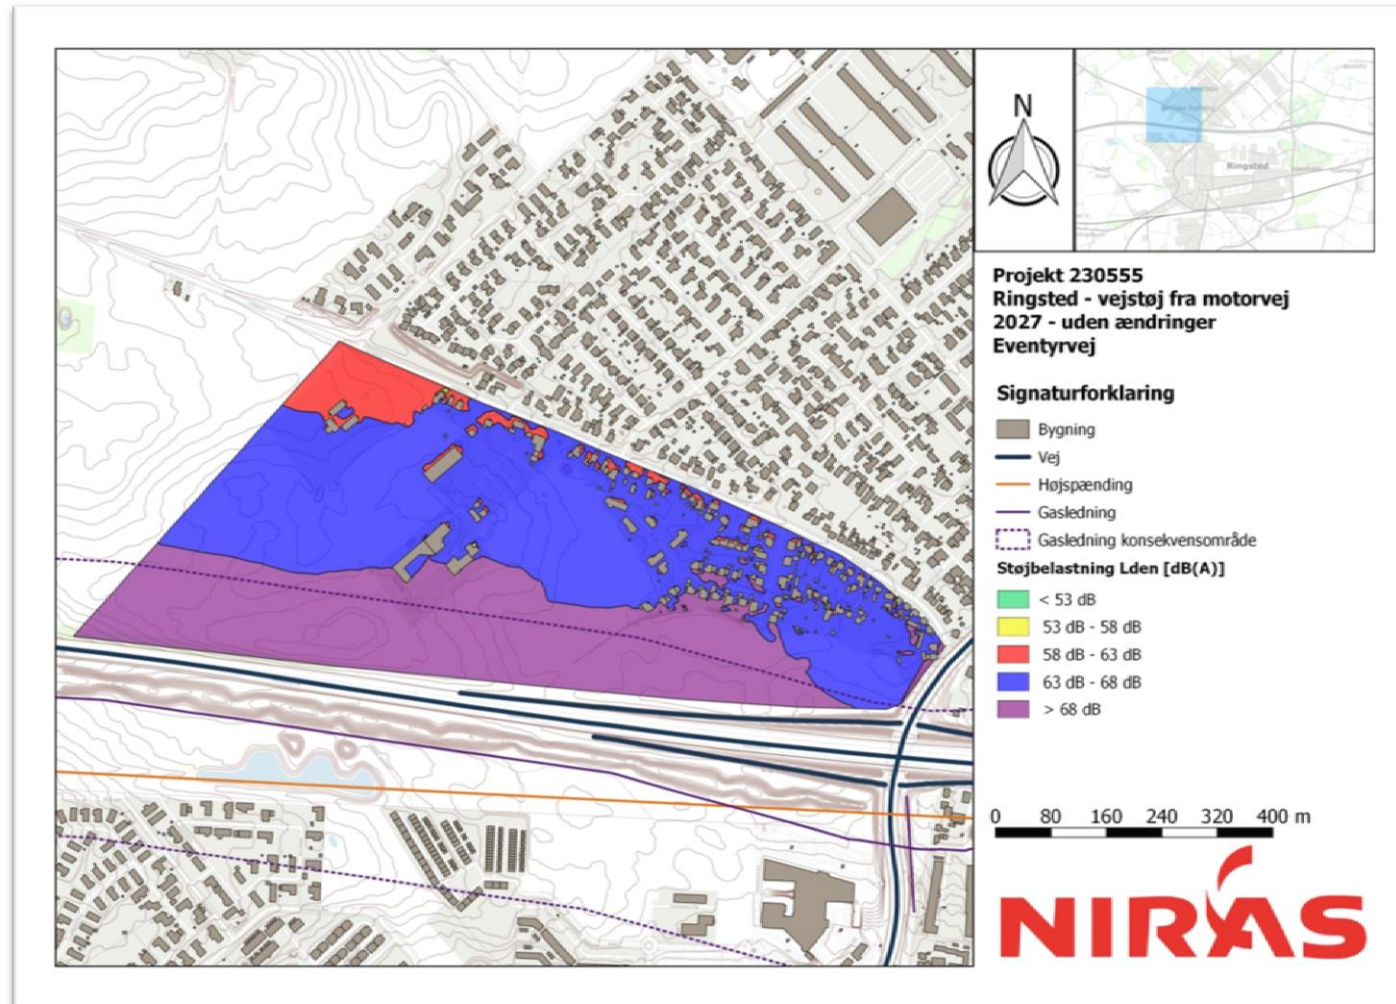 N
Ringsted
Projekt 230555
Ringsted - vejstøj fra motorvej
2027 - uden ændringer
Eventyrvej
Signaturforklaring
Bygning
Vej
Højspænding
Gasledning
Gasledning konsekvensområde
Støjbelastning Lden [dB(A)]
< 53 dB
53 dB - 58 dB
58 dB - 63 dB
63 dB - 68 dB
> 68 dB
0 80 160 240 320 400 m
NIRAS